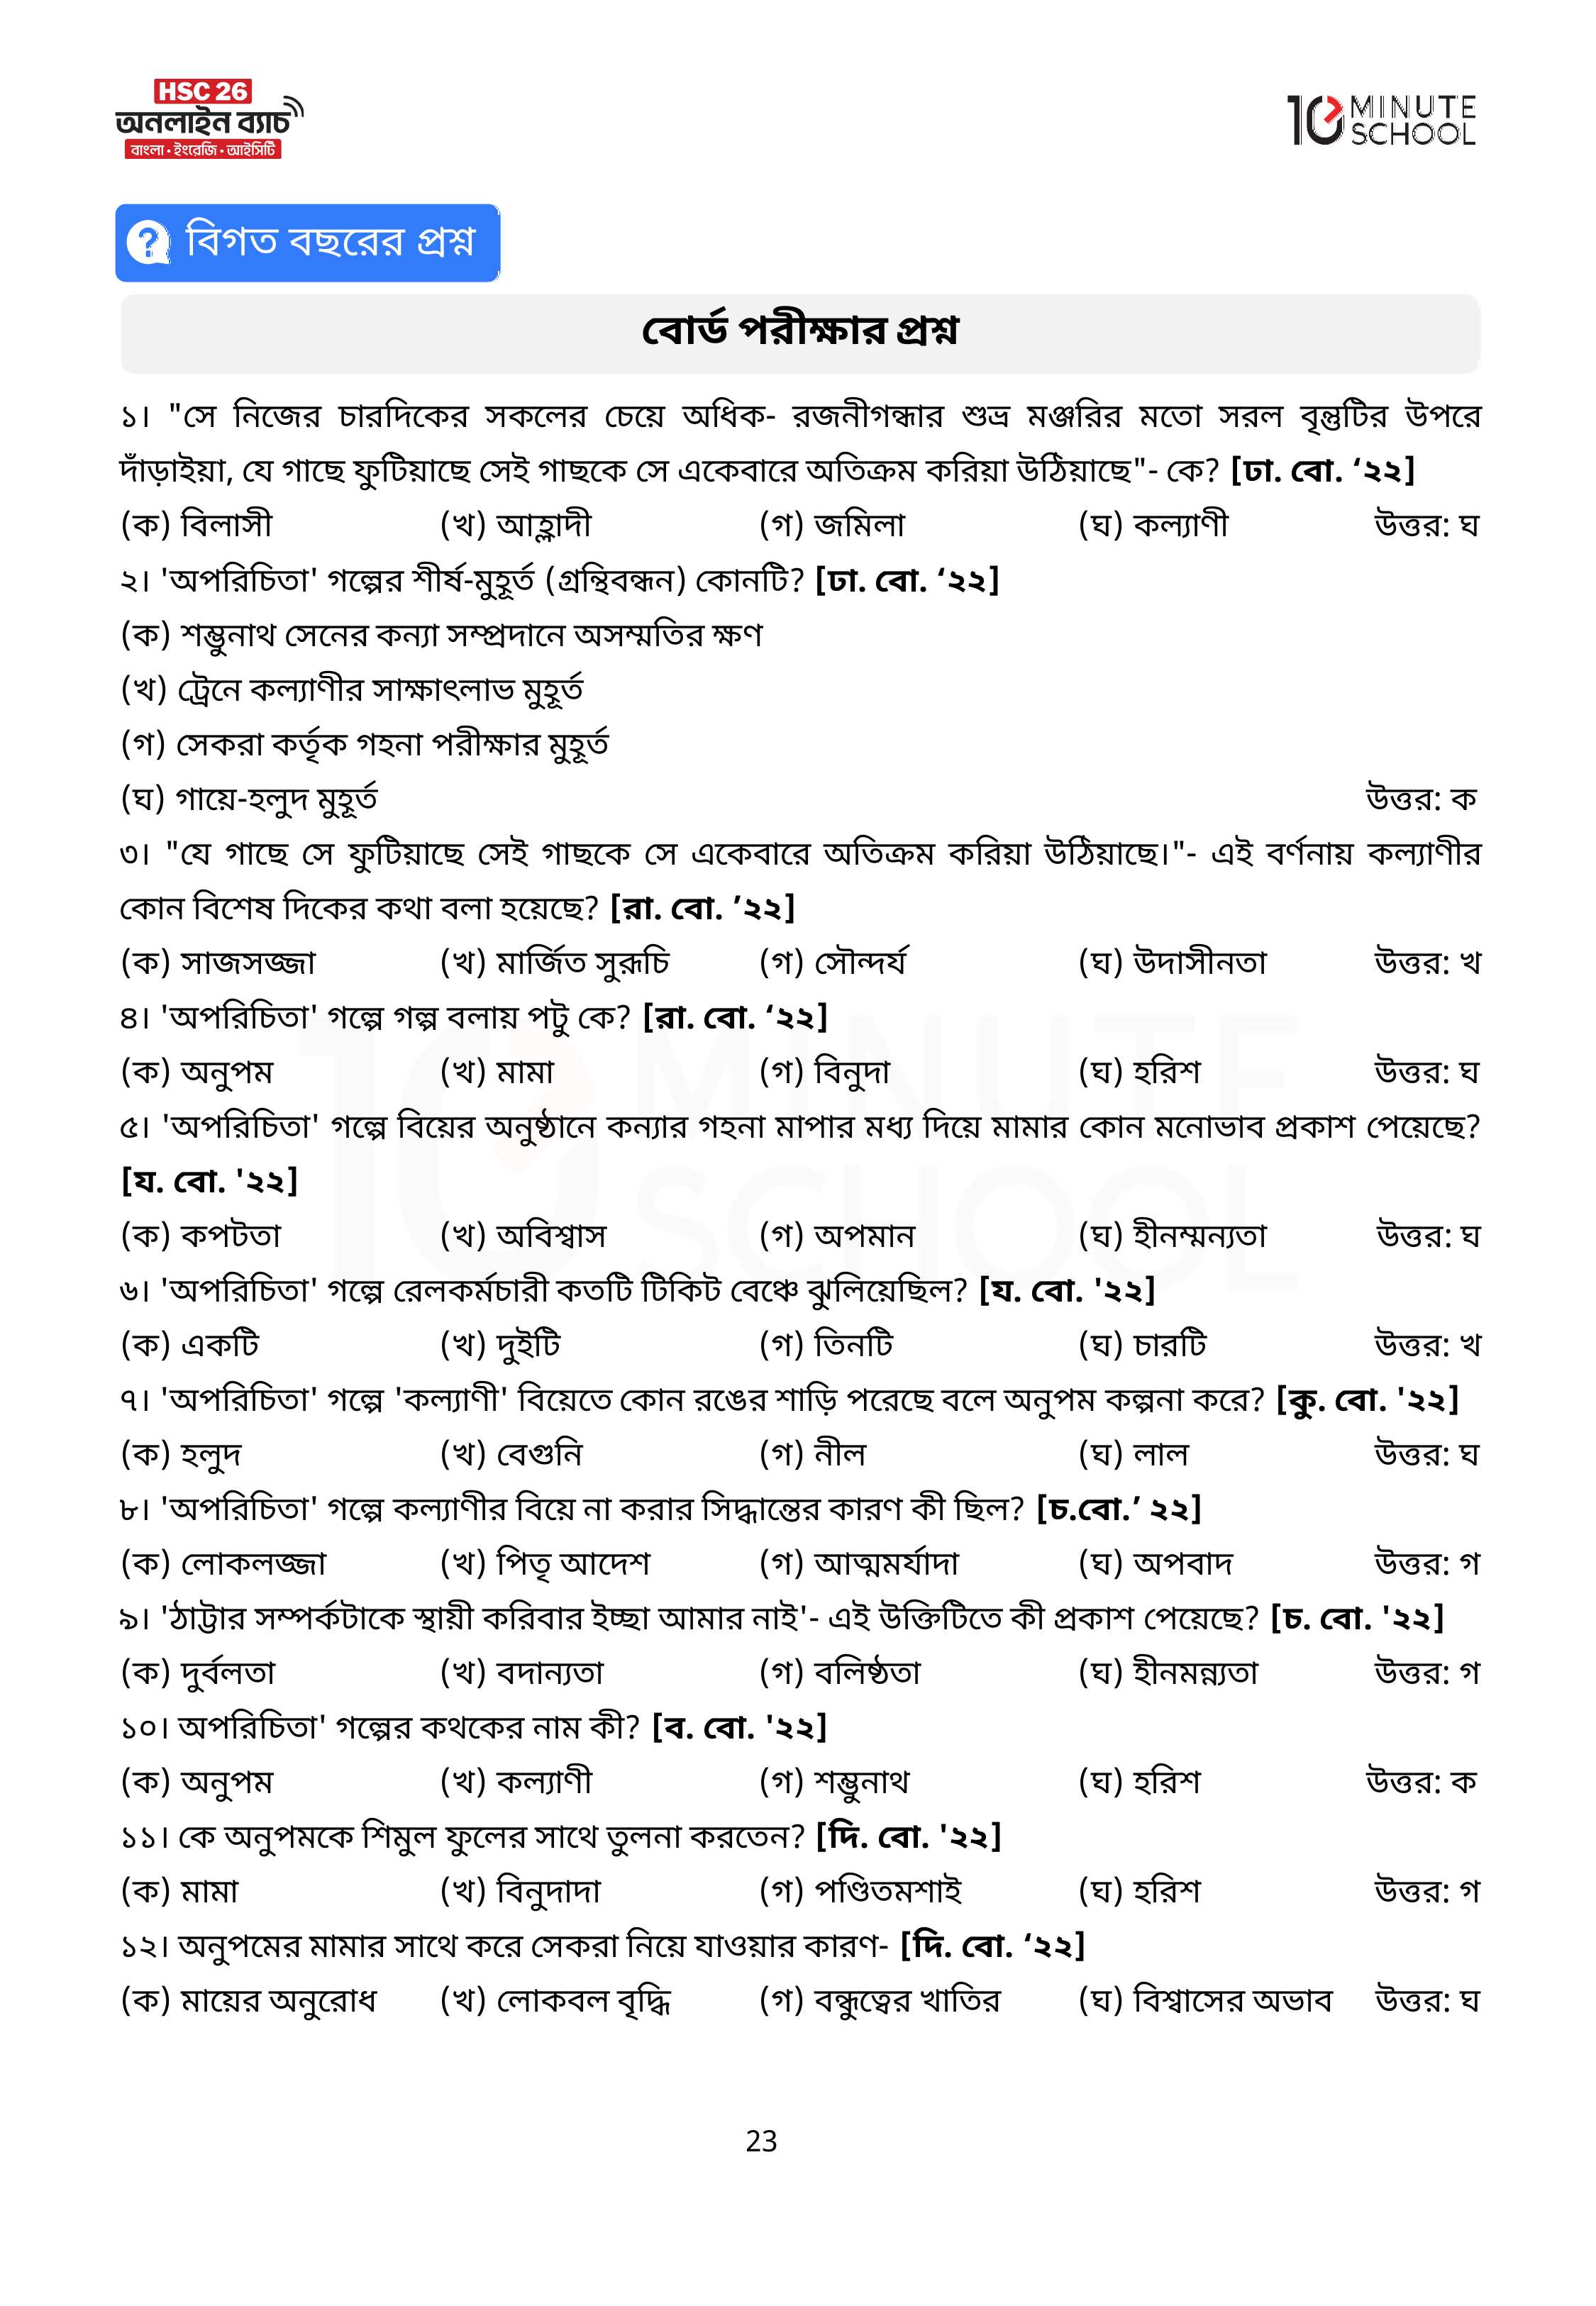 HSC 26
অনলাইন ব্যাচ
বাংলা • ইংরেজি • আইসিটি
10 MINUTE SCHOOL
বিগত বছরের প্রশ্ন
বোর্ড পরীক্ষার প্রশ্ন
১। "সে নিজের চারদিকের সকলের চেয়ে অধিক- রজনীগন্ধার শুভ্র মঞ্জরির মতো সরল বৃন্তুটির উপরে
দাঁড়াইয়া, যে গাছে ফুটিয়াছে সেই গাছকে সে একেবারে অতিক্রম করিয়া উঠিয়াছে"- কে? [ঢা. বো. ‘২২]
(ক) বিলাসী (খ) আহ্লাদী (গ) জমিলা (ঘ) কল্যাণী উত্তর: ঘ
২। 'অপরিচিতা' গল্পের শীর্ষ-মুহূর্ত (গ্রন্থিবন্ধন) কোনটি? [ঢা. বো. ‘২২]
(ক) শম্ভুনাথ সেনের কন্যা সম্প্রদানে অসম্মতির ক্ষণ
(খ) ট্রেনে কল্যাণীর সাক্ষাৎলাভ মুহূর্ত
(গ) সেকরা কর্তৃক গহনা পরীক্ষার মুহূর্ত
(ঘ) গায়ে-হলুদ মুহূর্ত উত্তর: ক
৩। "যে গাছে সে ফুটিয়াছে সেই গাছকে সে একেবারে অতিক্রম করিয়া উঠিয়াছে।"- এই বর্ণনায় কল্যাণীর
কোন বিশেষ দিকের কথা বলা হয়েছে? [রা. বো. ’২২]
(ক) সাজসজ্জা (খ) মার্জিত সুরূচি (গ) সৌন্দর্য (ঘ) উদাসীনতা উত্তর: খ
৪। 'অপরিচিতা' গল্পে গল্প বলায় পটু কে? [রা. বো. ‘২২]
(ক) অনুপম (খ) মামা (গ) বিনুদা (ঘ) হরিশ উত্তর: ঘ
৫। 'অপরিচিতা' গল্পে বিয়ের অনুষ্ঠানে কন্যার গহনা মাপার মধ্য দিয়ে মামার কোন মনোভাব প্রকাশ পেয়েছে?
[য. বো. '২২]
(ক) কপটতা (খ) অবিশ্বাস (গ) অপমান (ঘ) হীনম্মন্যতা উত্তর: ঘ
৬। 'অপরিচিতা' গল্পে রেলকর্মচারী কতটি টিকিট বেঞ্চে ঝুলিয়েছিল? [য. বো. '২২]
(ক) একটি (খ) দুইটি (গ) তিনটি (ঘ) চারটি উত্তর: খ
৭। 'অপরিচিতা' গল্পে 'কল্যাণী' বিয়েতে কোন রঙের শাড়ি পরেছে বলে অনুপম কল্পনা করে? [কু. বো. '২২]
(ক) হলুদ (খ) বেগুনি (গ) নীল (ঘ) লাল উত্তর: ঘ
৮। 'অপরিচিতা' গল্পে কল্যাণীর বিয়ে না করার সিদ্ধান্তের কারণ কী ছিল? [চ.বো.’ ২২]
(ক) লোকলজ্জা (খ) পিতৃ আদেশ (গ) আত্মমর্যাদা (ঘ) অপবাদ উত্তর: গ
৯। 'ঠাট্টার সম্পর্কটাকে স্থায়ী করিবার ইচ্ছা আমার নাই'- এই উক্তিটিতে কী প্রকাশ পেয়েছে? [চ. বো. '২২]
(ক) দুর্বলতা (খ) বদান্যতা (গ) বলিষ্ঠতা (ঘ) হীনমন্ন্যতা উত্তর: গ
১০। অপরিচিতা' গল্পের কথকের নাম কী? [ব. বো. '২২]
(ক) অনুপম (খ) কল্যাণী (গ) শম্ভুনাথ (ঘ) হরিশ উত্তর: ক
১১। কে অনুপমকে শিমুল ফুলের সাথে তুলনা করতেন? [দি. বো. '২২]
(ক) মামা (খ) বিনুদাদা (গ) পণ্ডিতমশাই (ঘ) হরিশ উত্তর: গ
১২। অনুপমের মামার সাথে করে সেকরা নিয়ে যাওয়ার কারণ- [দি. বো. ‘২২]
(ক) মায়ের অনুরোধ (খ) লোকবল বৃদ্ধি (গ) বন্ধুত্বের খাতির (ঘ) বিশ্বাসের অভাব উত্তর: ঘ
23